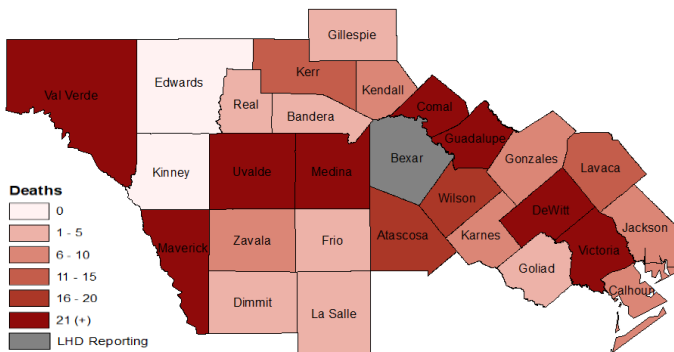 Gillespie
Val Verde
Edwards
Kerr
Real
Kendall
Bandera
Comal
Guadalupe
Kinney
Uvalde
Medina
Bexar
Gonzales
Lavaca
Deaths
0
1 - 5
6 - 10
11 - 15
16 - 20
21 (+)
LHD Reporting
Maverick
Zavala
Frio
Atascosa
Wilson
Karnes
DeWitt
Jackson
Victoria
Goliad
Calhoun
Dimmit
La Salle